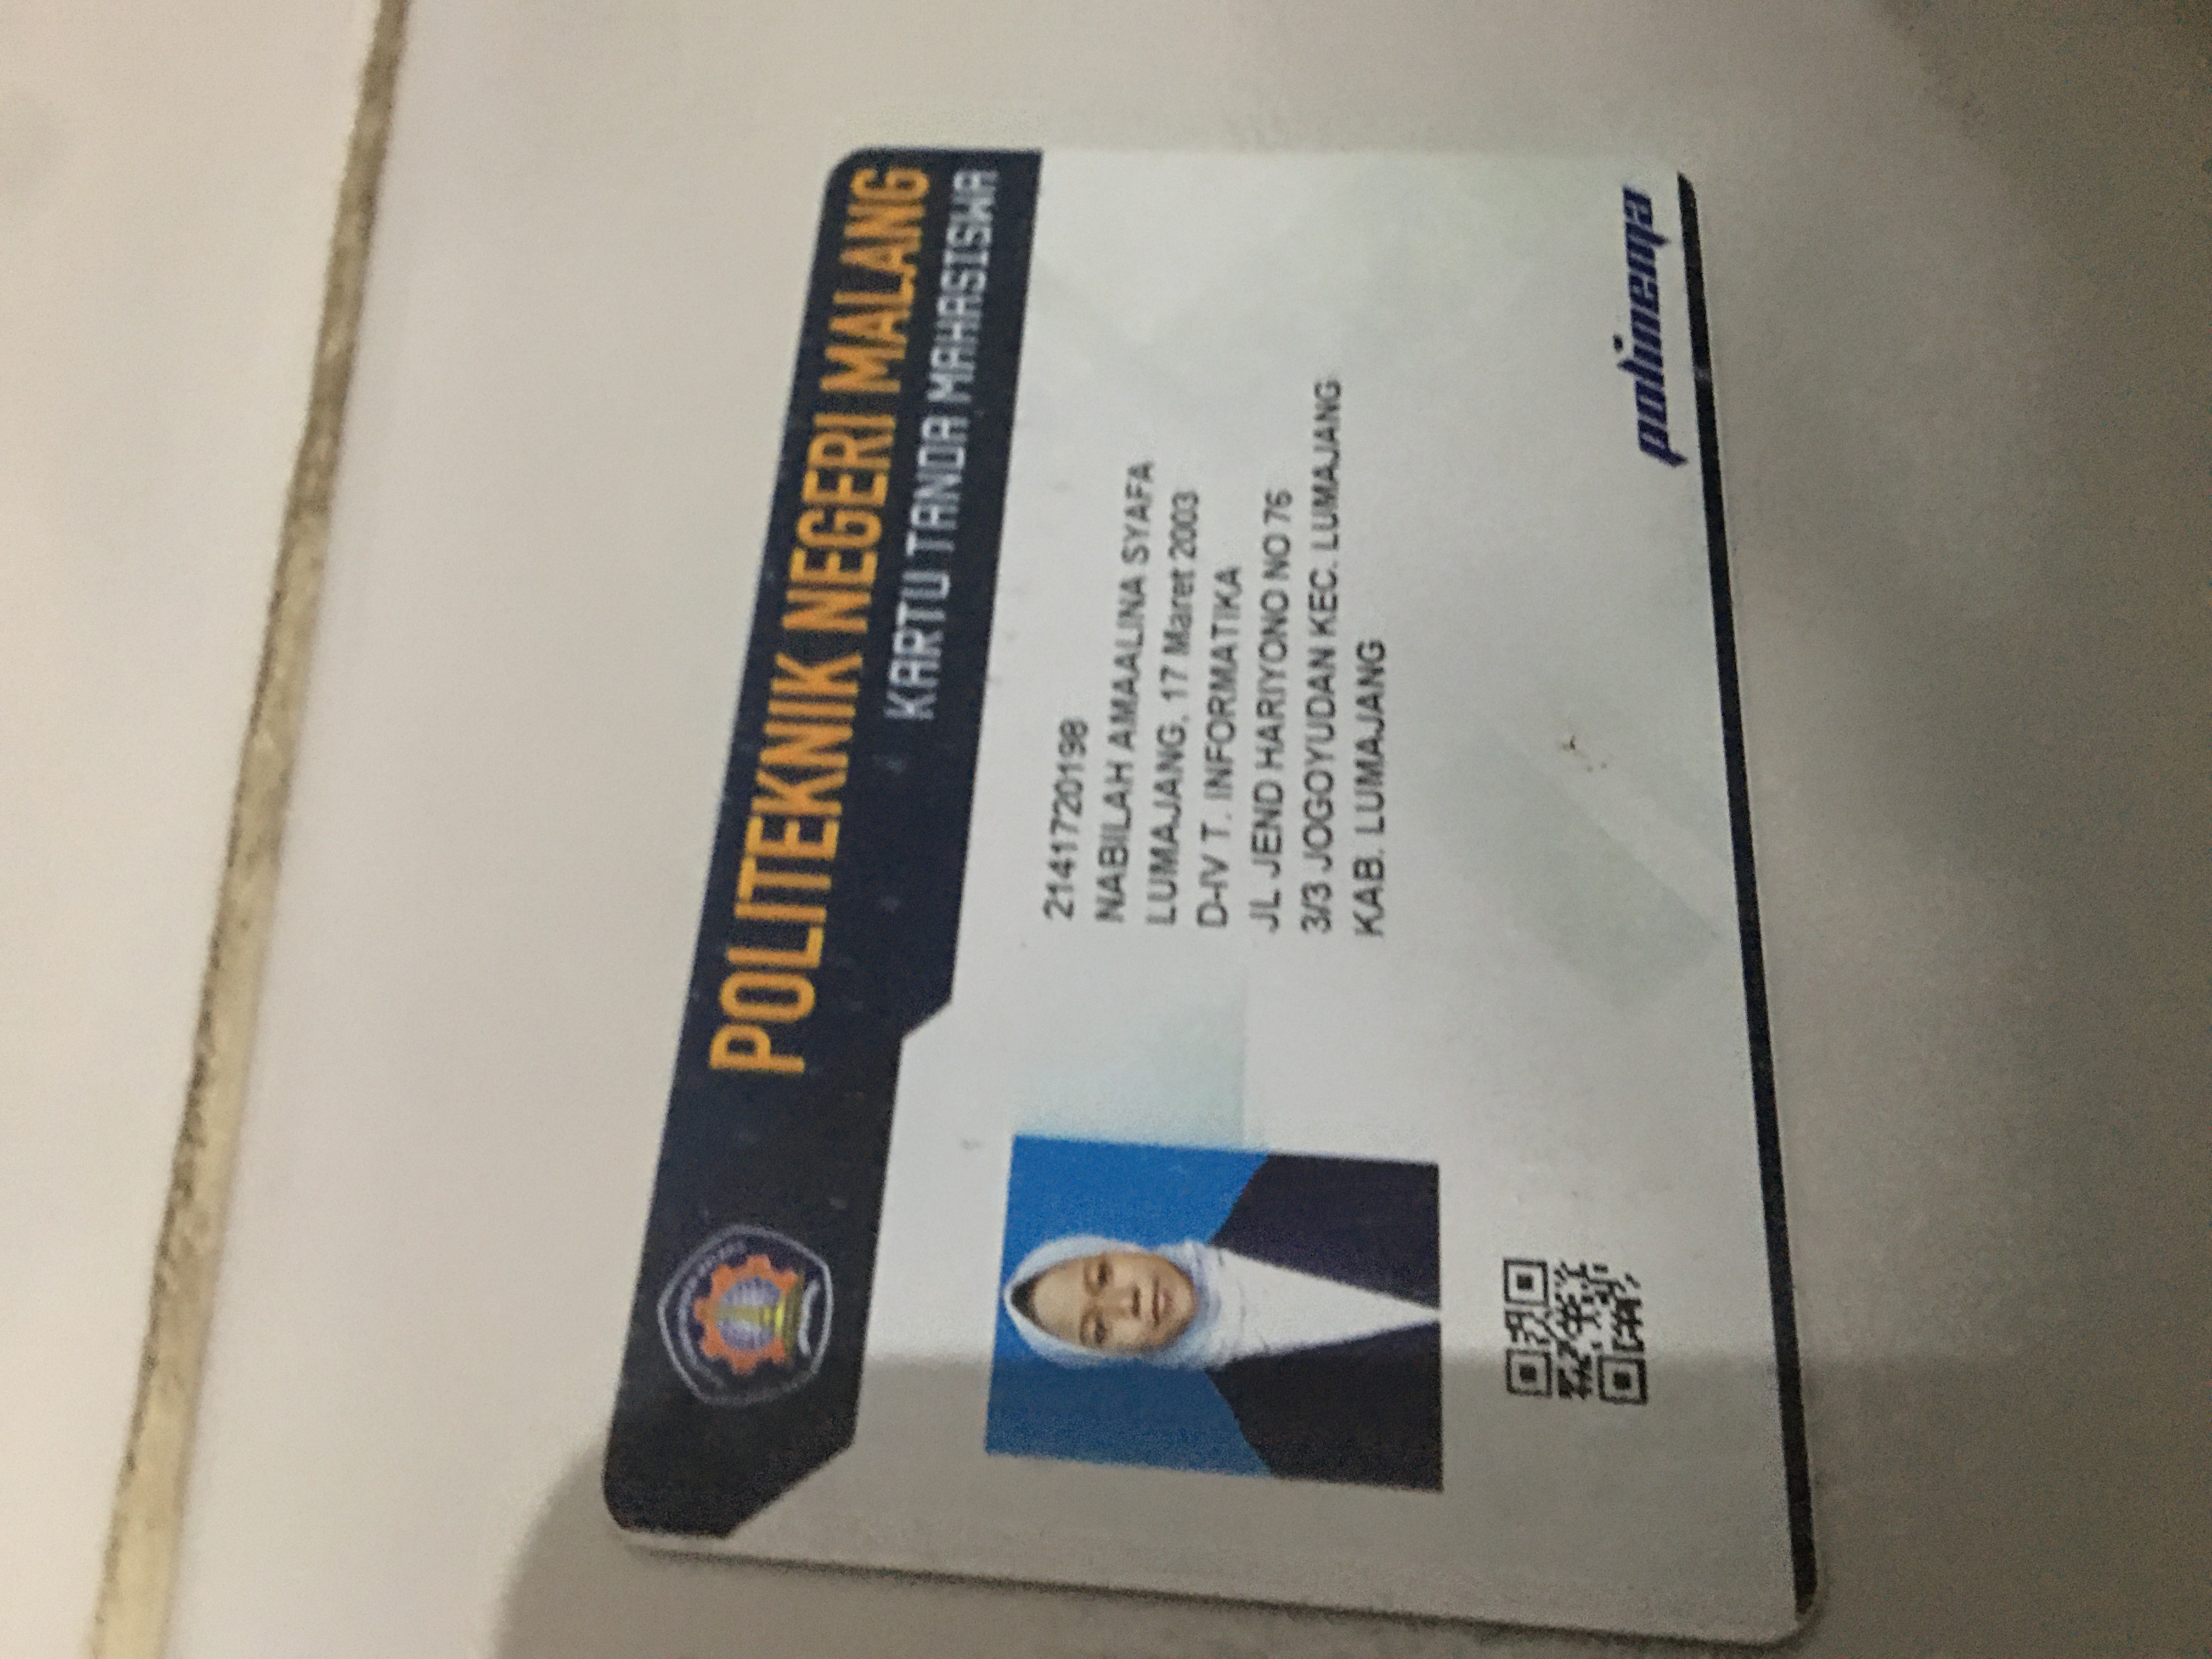 POLITEKNIK NEGERI MALANG
KARTU TANDA MAHASISWA
2141720198
NABILAH AMAALINA SYAFA
LUMAJANG, 17 Maret 2003
D-IV T. INFORMATIKA
JL JEND HARIYONO NO 76
3/3 JOGOYUDAN KEC. LUMAJANG
KAB. LUMAJANG
polinema